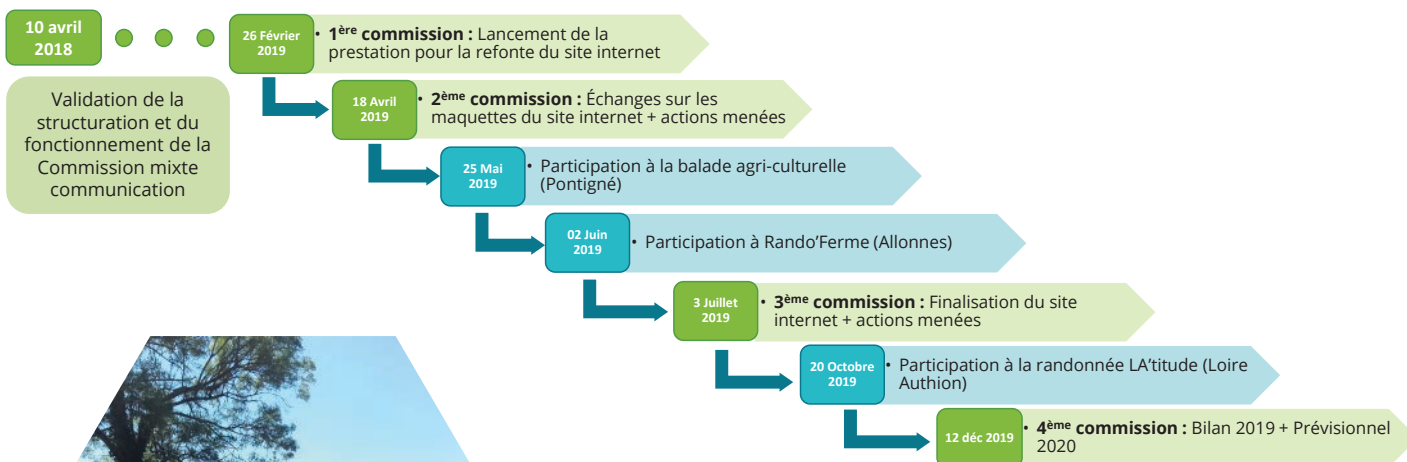 10 avril
2018
Validation de la
structuration et du
fonctionnement de la
Commission mixte
communication
26 Février
2019
• 1ère commission : Lancement de la
prestation pour la refonte du site internet
18 Avril
2019
• 2ème commission : Échanges sur les
maquettes du site internet + actions menées
25 Mai
2019
• Participation à la balade agri-culturelle
(Pontigné)
02 Juin
2019
• Participation à Rando'Ferme (Allonnes)
3 Juillet
2019
• 3ème commission : Finalisation du site
internet + actions menées
20 Octobre
2019
• Participation à la randonnée LA'titude (Loire
Authion)
12 déc 2019
• 4ème commission : Bilan 2019 + Prévisionnel
2020